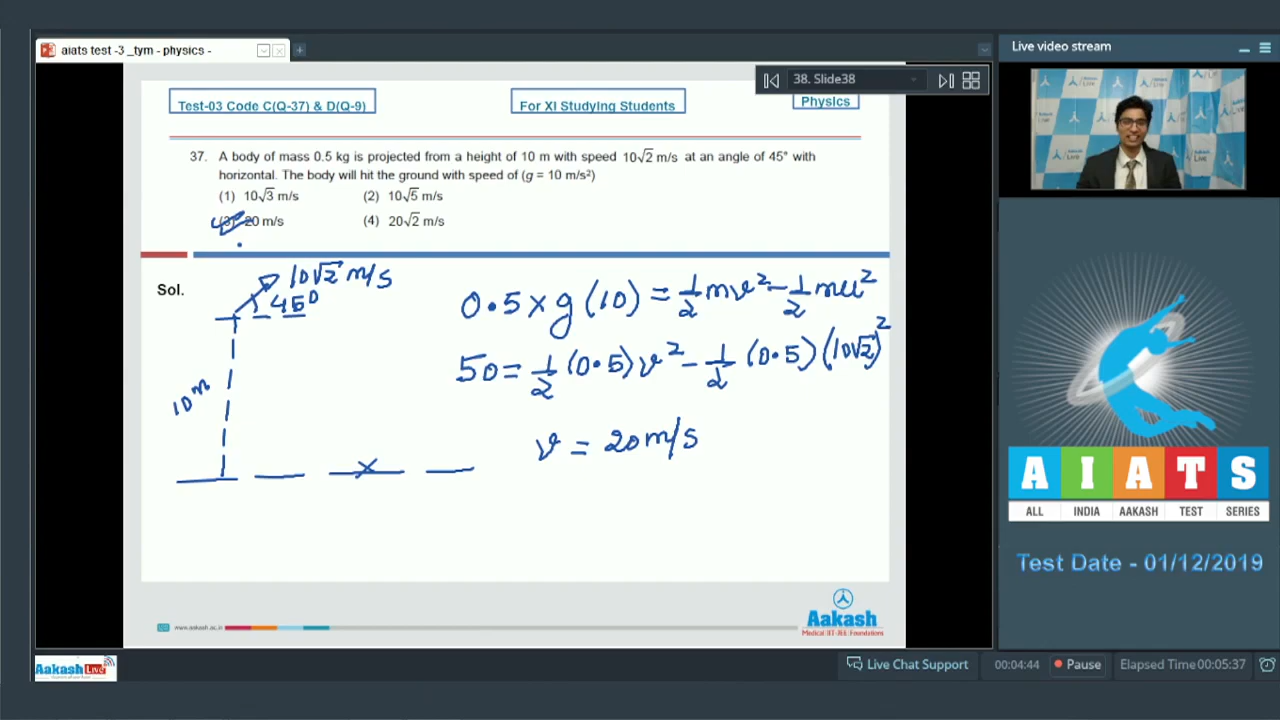 aiats test -3 _tym - physics -
Live video stream
38. Slide38
Test-03 Code C(Q-37) & D(Q-9)
For XI Studying Students
Physics
37. A body of mass 0.5 kg is projected from a height of 10 m with speed 10√2 m/s at an angle of 45° with
horizontal. The body will hit the ground with speed of (g = 10 m/s²)
(1) 10√3 m/s (2) 10√5 m/s
(3) 20 m/s (4) 20√2 m/s
Sol.
10√2 m/s
45°
10m
0.5 × g (10) = 1/2 mv² - 1/2 mu²
50 = 1/2 (0.5) v² - 1/2 (0.5) (10√2)²
v = 20 m/s
A I A T S
ALL INDIA AAKASH TEST SERIES
Test Date - 01/12/2019
www.aakash.ac.in
Aakash
Medical | IIT-JEE | Foundations
Aakash Live
Live Chat Support
00:04:44
Pause
Elapsed Time 00:05:37